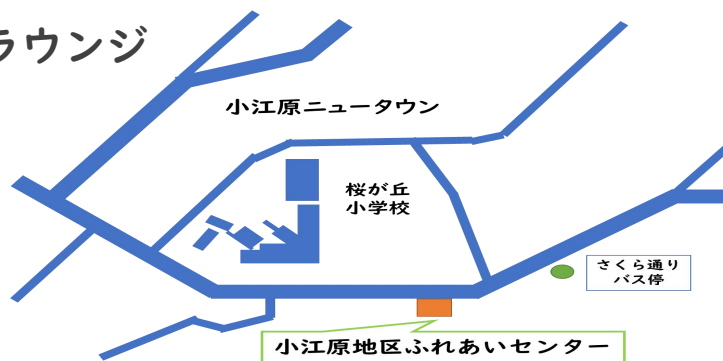 ラウンジ
小江原ニュータウン
桜が丘
小学校
さくら通り
バス停
小江原地区ふれあいセンター